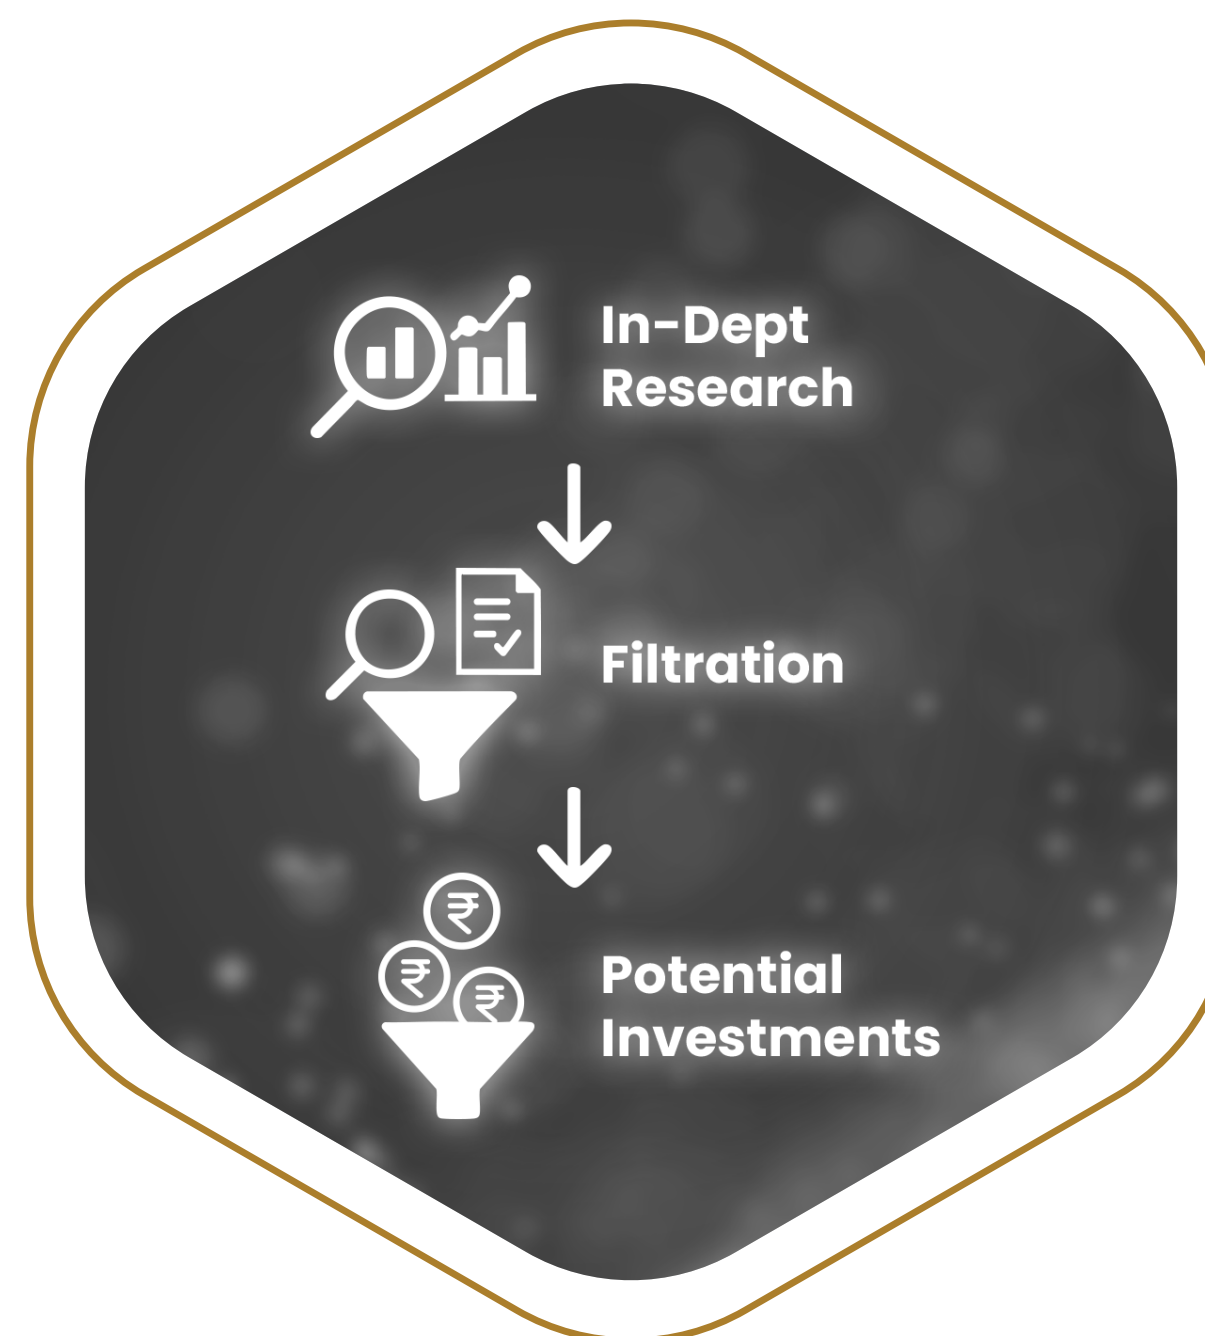 In-Dept
Research
Filtration
₹
₹
₹
Potential
Investments